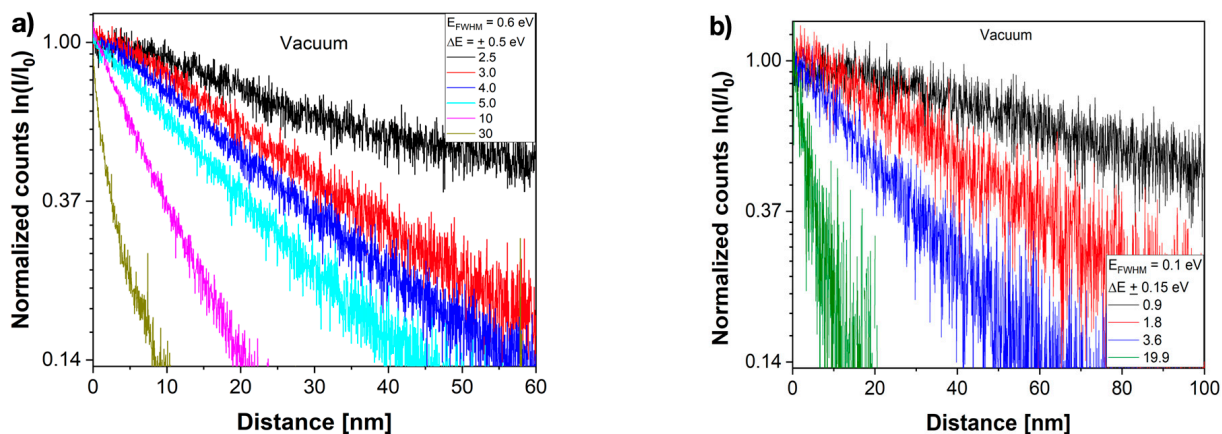 a)
Normalized counts ln(I/I₀)
1.00
0.37
0.14
Vacuum
E_FWHM = 0.6 eV
ΔE = ± 0.5 eV
2.5
3.0
4.0
5.0
10
30
0 10 20 30 40 50 60
Distance [nm]
b)
Normalized counts ln(I/I₀)
1.00
0.37
0.14
Vacuum
E_FWHM = 0.1 eV
ΔE ± 0.15 eV
0.9
1.8
3.6
19.9
0 20 40 60 80 100
Distance [nm]